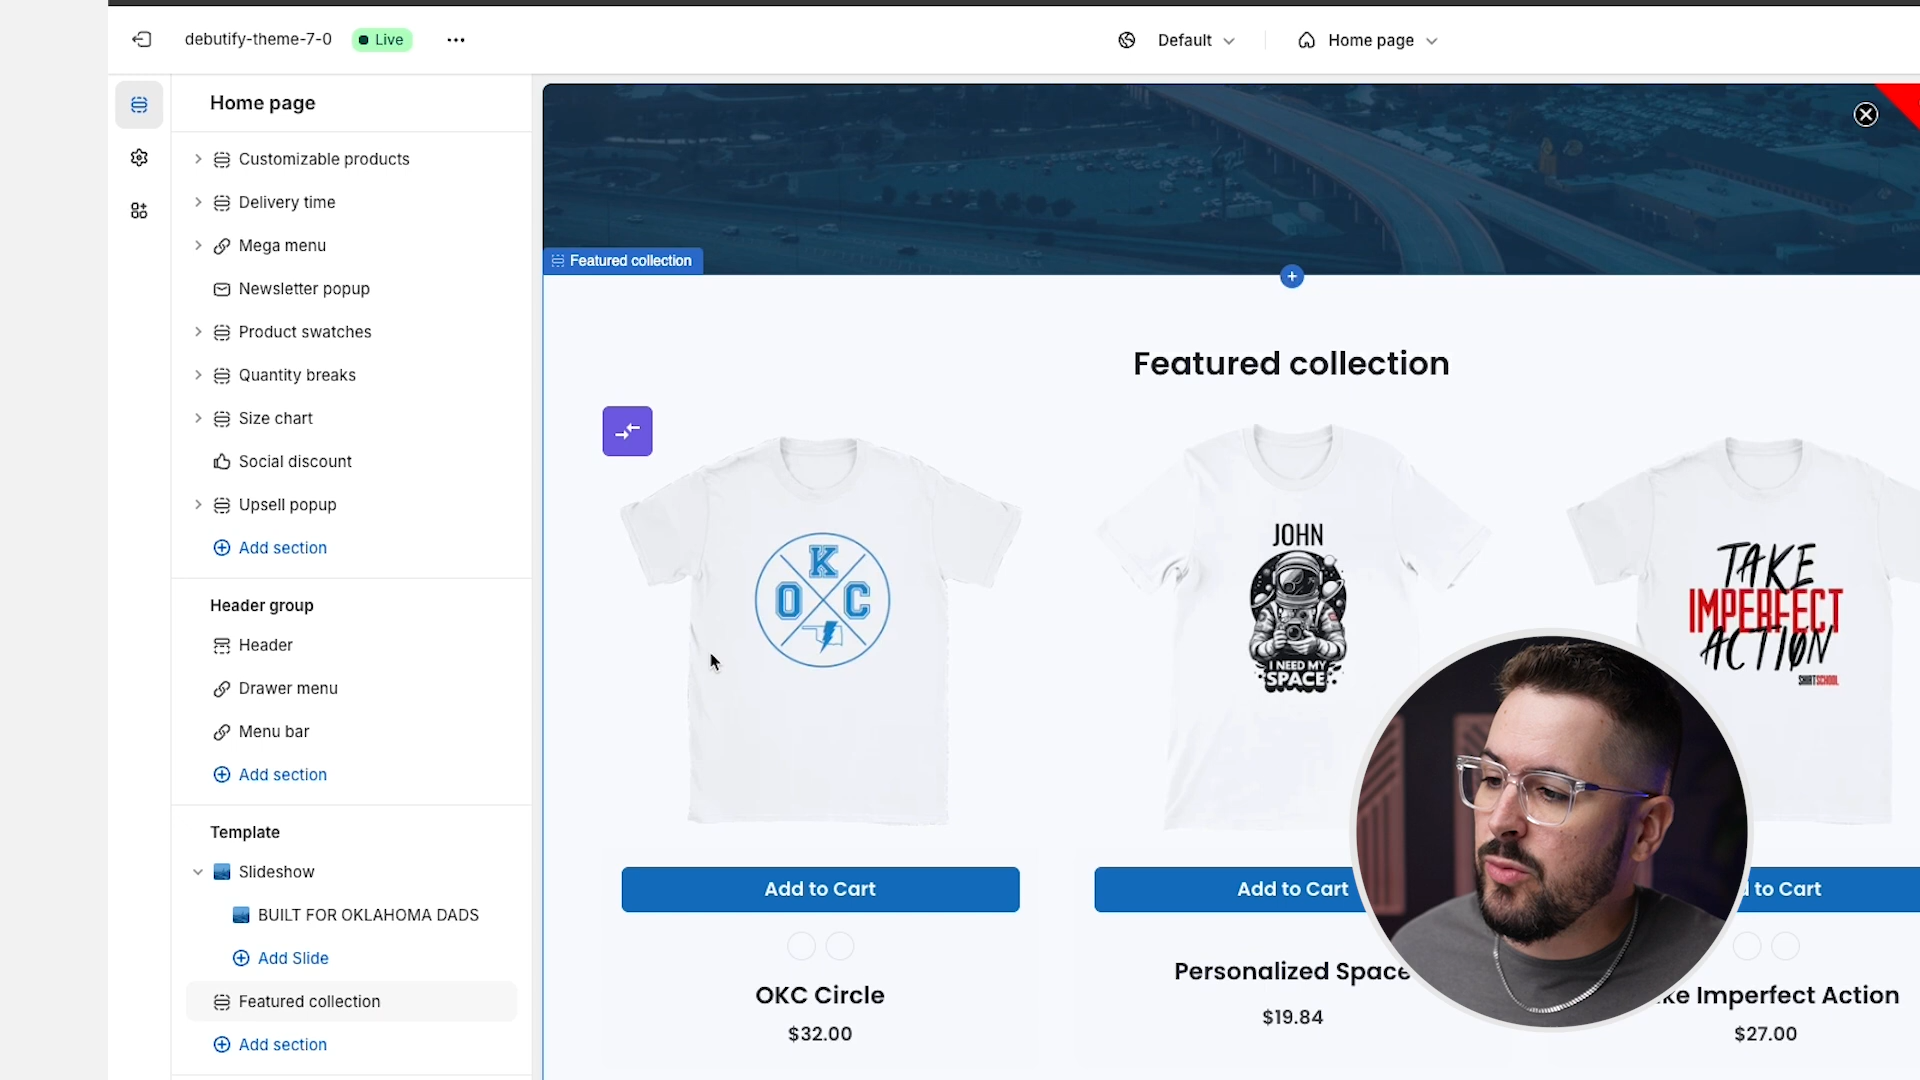 debutify-theme-7-0
Live
Default
Home page
Home page
Customizable products
Delivery time
Mega menu
Newsletter popup
Product swatches
Quantity breaks
Size chart
Social discount
Upsell popup
Add section
Header group
Header
Drawer menu
Menu bar
Add section
Template
Slideshow
BUILT FOR OKLAHOMA DADS
Add Slide
Featured collection
Add section
Featured collection
Featured collection
K
O C
JOHN
I NEED MY
SPACE
TAKE
IMPERFECT
ACTION
SHIRTSCHOOL
Add to Cart
Add to Cart
to Cart
OKC Circle
$32.00
Personalized Space
$19.84
Imperfect Action
$27.00